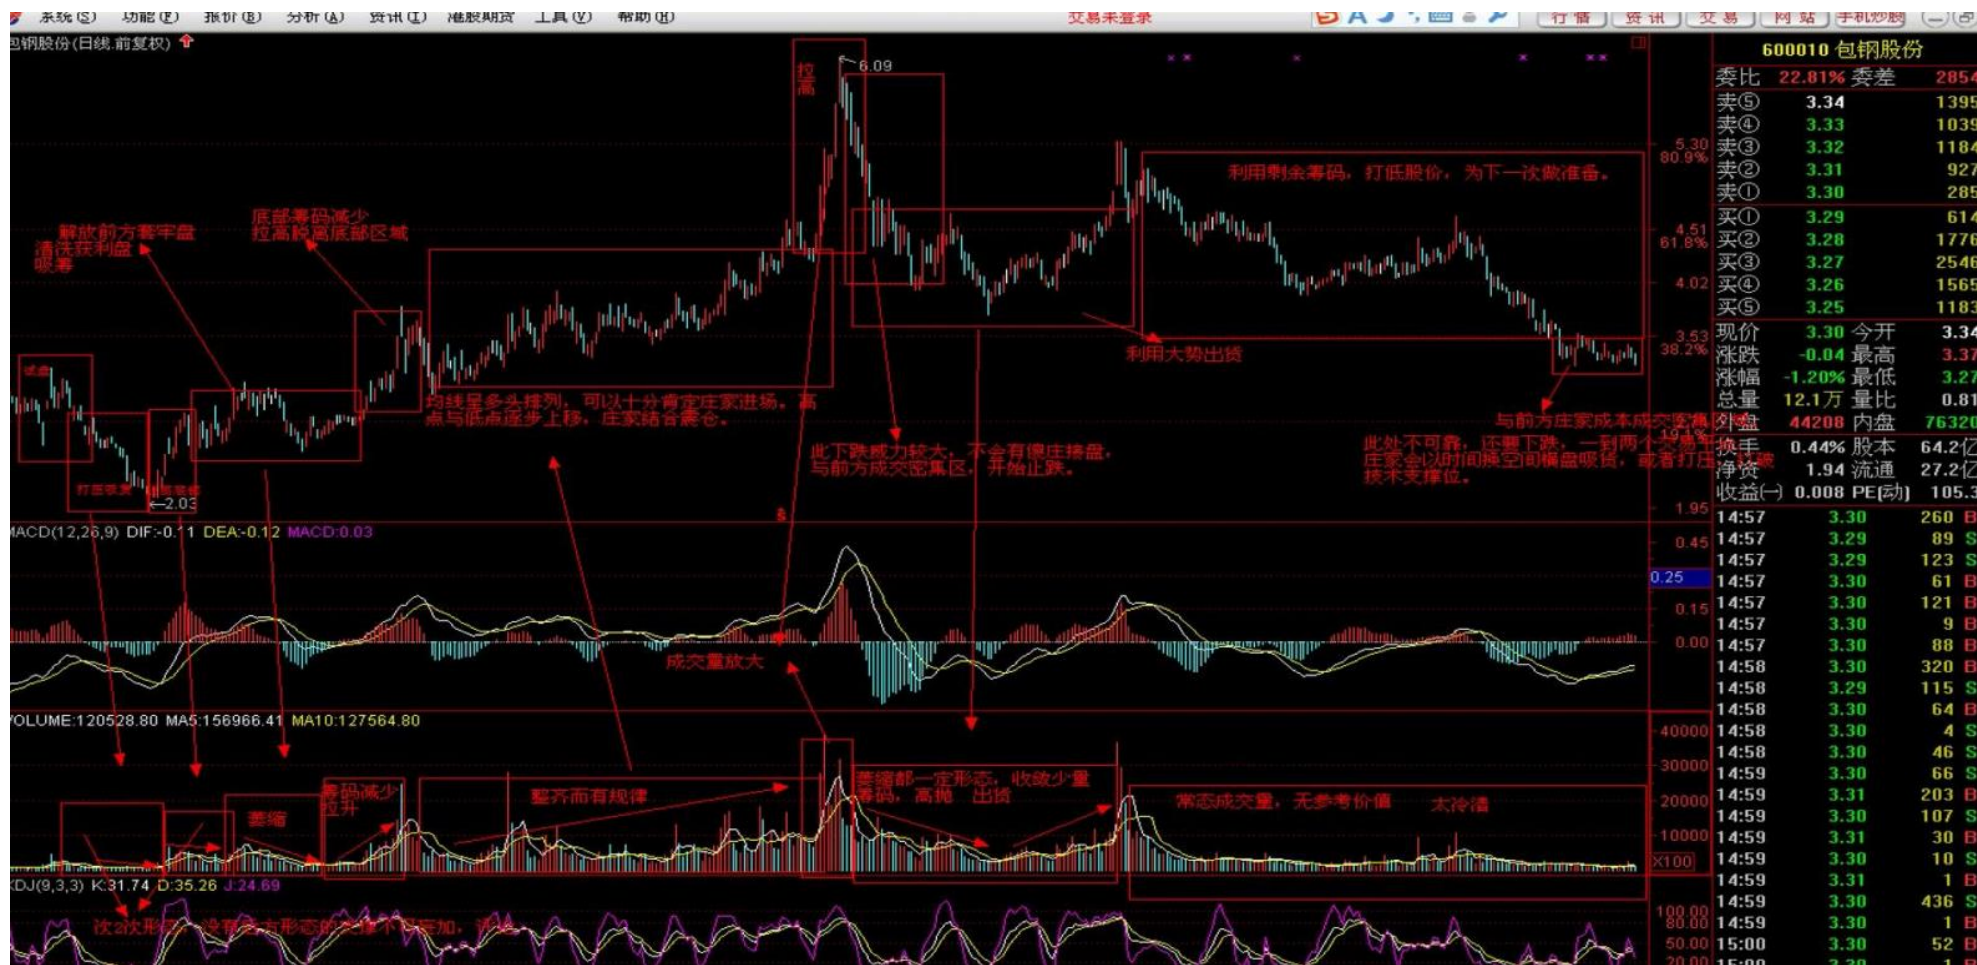 系统(S) 功能(F) 报价(B) 分析(A) 资讯(I) 港股期货 工具(V) 帮助(H) 交易未登录 行情 资讯 交易 网站 手机炒股
包钢股份(日线.前复权)
拉高
6.09
5.30
80.9%
4.51
61.8%
4.02
3.53
38.2%
19.1%
1.95
利用剩余筹码，打低股价，为下一次做准备。
底部筹码减少
拉高脱离底部区域
解放前方套牢盘
清洗获利盘
吸筹
试盘
打压吸货
2.03
利用大势出货
均线呈多头排列，可以十分肯定庄家进场。高
点与低点逐步上移，庄家结合震仓。
此下跌威力较大，不会有傻庄接盘，
与前方成交密集区，开始止跌。
与前方庄家成本成交密集
此处不可靠，还要下跌，一到两个
庄家会以时间换空间横盘吸货，或者打压
技术支撑位。
MACD(12,26,9) DIF:-0.11 DEA:-0.12 MACD:0.03
0.45
0.25
0.15
0.00
成交量放大
VOLUME:120528.80 MA5:156966.41 MA10:127564.80
40000
30000
20000
10000
X100
筹码减少
拉升
萎缩
整齐而有规律
萎缩都一定形态，收敛少量
筹码，高抛 出货
常态成交量，无参考价值 太冷清
KDJ(9,3,3) K:31.74 D:35.26 J:24.69
100.00
80.00
50.00
20.00
600010 包钢股份
委比 22.81% 委差 2854
卖⑤ 3.34 1395
卖④ 3.33 1039
卖③ 3.32 1184
卖② 3.31 927
卖① 3.30 285
买① 3.29 614
买② 3.28 1776
买③ 3.27 2546
买④ 3.26 1565
买⑤ 3.25 1183
现价 3.30 今开 3.34
涨跌 -0.04 最高 3.37
涨幅 -1.20% 最低 3.27
总量 12.1万 量比 0.81
外盘 44208 内盘 76320
换手 0.44% 股本 64.2亿
净资 1.94 流通 27.2亿
收益(一) 0.008 PE(动) 105.3
14:57 3.30 260 B
14:57 3.29 89 S
14:57 3.29 123 S
14:57 3.30 61 B
14:57 3.30 121 B
14:57 3.30 9 B
14:57 3.30 88 B
14:58 3.30 320 B
14:58 3.29 115 S
14:58 3.30 64 B
14:58 3.30 4 S
14:58 3.30 46 S
14:59 3.30 66 S
14:59 3.31 203 B
14:59 3.30 107 S
14:59 3.31 30 B
14:59 3.30 10 S
14:59 3.31 1 B
14:59 3.30 436 S
14:59 3.30 1 B
15:00 3.30 52 B